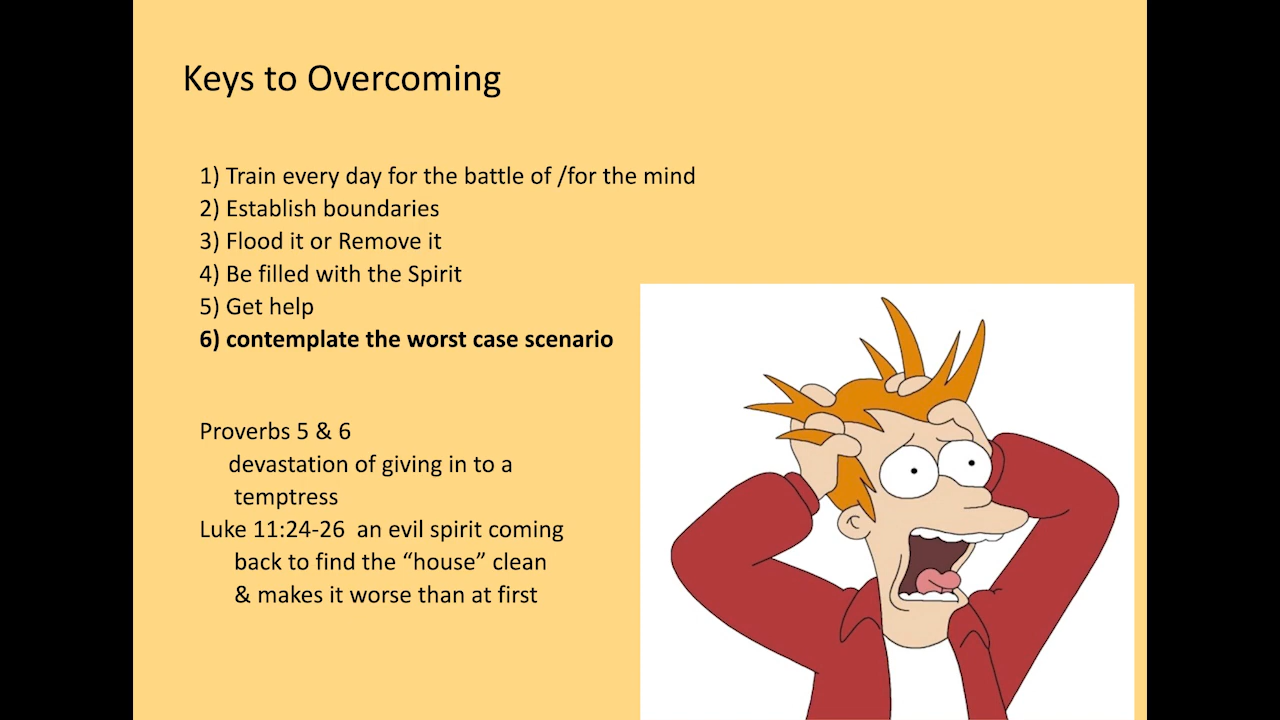 Keys to Overcoming
1) Train every day for the battle of /for the mind
2) Establish boundaries
3) Flood it or Remove it
4) Be filled with the Spirit
5) Get help
6) contemplate the worst case scenario
Proverbs 5 & 6
devastation of giving in to a
temptress
Luke 11:24-26  an evil spirit coming
back to find the “house” clean
& makes it worse than at first